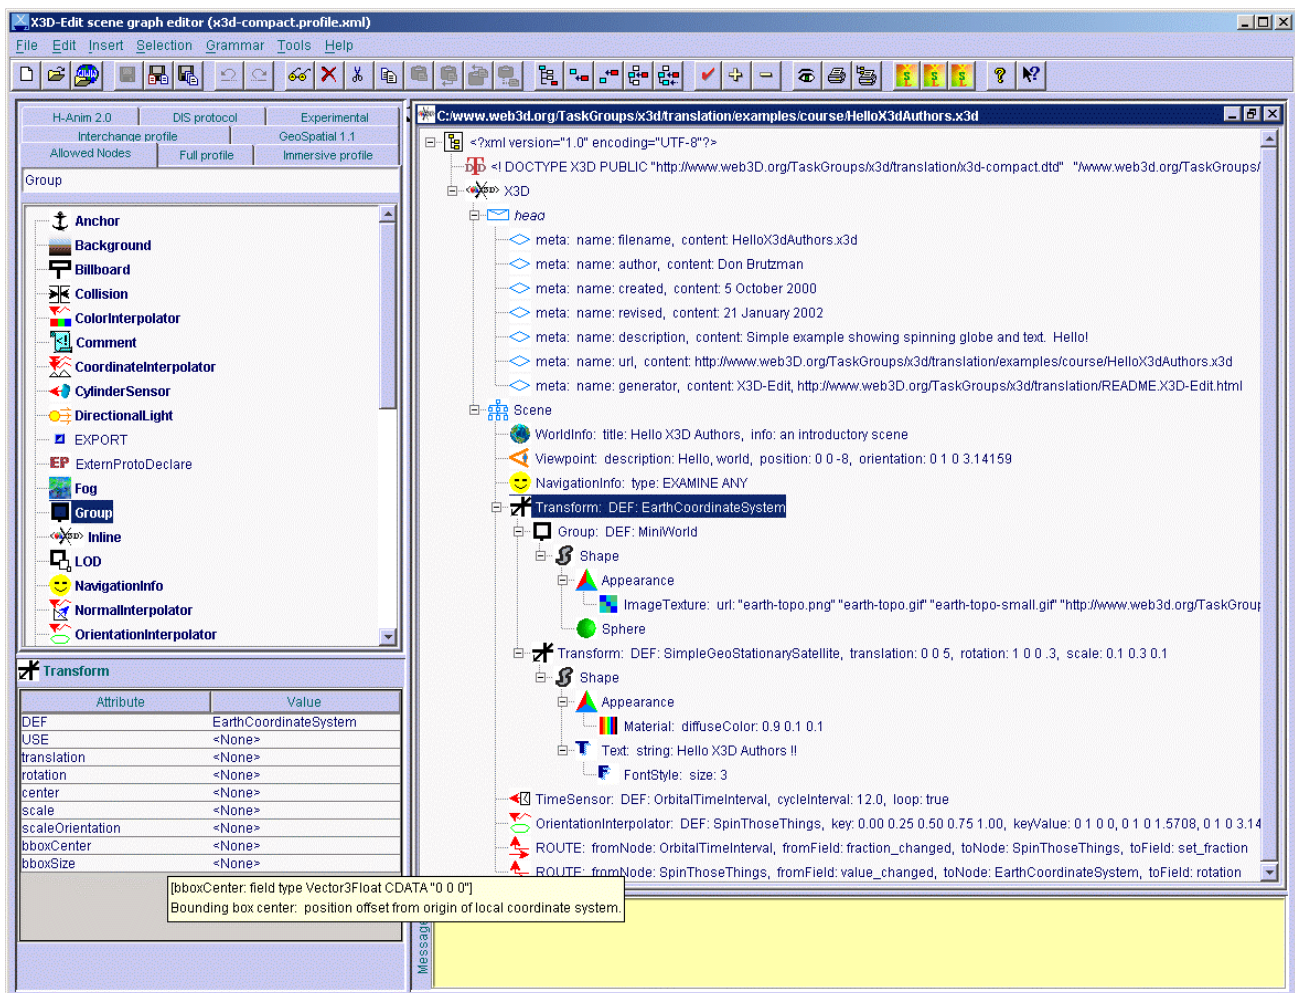 X3D-Edit scene graph editor (x3d-compact.profile.xml)
File Edit Insert Selection Grammar Tools Help
H-Anim 2.0 DIS protocol Experimental
Interchange profile GeoSpatial 1.1
Allowed Nodes Full profile Immersive profile
Group
Anchor
Background
Billboard
Collision
ColorInterpolator
Comment
CoordinateInterpolator
CylinderSensor
DirectionalLight
EXPORT
EP ExternProtoDeclare
Fog
Group
Inline
LOD
NavigationInfo
NormalInterpolator
OrientationInterpolator
Transform
Attribute Value
DEF EarthCoordinateSystem
USE <None>
translation <None>
rotation <None>
center <None>
scale <None>
scaleOrientation <None>
bboxCenter <None>
bboxSize <None>
[bboxCenter: field type Vector3Float CDATA "0 0 0"]
Bounding box center: position offset from origin of local coordinate system.
C:/www.web3d.org/TaskGroups/x3d/translation/examples/course/HelloX3dAuthors.x3d
<?xml version="1.0" encoding="UTF-8"?>
<! DOCTYPE X3D PUBLIC "http://www.web3D.org/TaskGroups/x3d/translation/x3d-compact.dtd" "/www.web3d.org/TaskGroups/
X3D
head
meta: name: filename, content: HelloX3dAuthors.x3d
meta: name: author, content: Don Brutzman
meta: name: created, content: 5 October 2000
meta: name: revised, content: 21 January 2002
meta: name: description, content: Simple example showing spinning globe and text. Hello!
meta: name: url, content: http://www.web3D.org/TaskGroups/x3d/translation/examples/course/HelloX3dAuthors.x3d
meta: name: generator, content: X3D-Edit, http://www.web3D.org/TaskGroups/x3d/translation/README.X3D-Edit.html
Scene
WorldInfo: title: Hello X3D Authors, info: an introductory scene
Viewpoint: description: Hello, world, position: 0 0 -8, orientation: 0 1 0 3.14159
NavigationInfo: type: EXAMINE ANY
Transform: DEF: EarthCoordinateSystem
Group: DEF: MiniWorld
Shape
Appearance
ImageTexture: url: "earth-topo.png" "earth-topo.gif" "earth-topo-small.gif" "http://www.web3d.org/TaskGroup
Sphere
Transform: DEF: SimpleGeoStationarySatellite, translation: 0 0 5, rotation: 1 0 0 .3, scale: 0.1 0.3 0.1
Shape
Appearance
Material: diffuseColor: 0.9 0.1 0.1
Text: string: Hello X3D Authors !!
FontStyle: size: 3
TimeSensor: DEF: OrbitalTimeInterval, cycleInterval: 12.0, loop: true
OrientationInterpolator: DEF: SpinThoseThings, key: 0.00 0.25 0.50 0.75 1.00, keyValue: 0 1 0 0, 0 1 0 1.5708, 0 1 0 3.14
ROUTE: fromNode: OrbitalTimeInterval, fromField: fraction_changed, toNode: SpinThoseThings, toField: set_fraction
ROUTE: fromNode: SpinThoseThings, fromField: value_changed, toNode: EarthCoordinateSystem, toField: rotation
Message